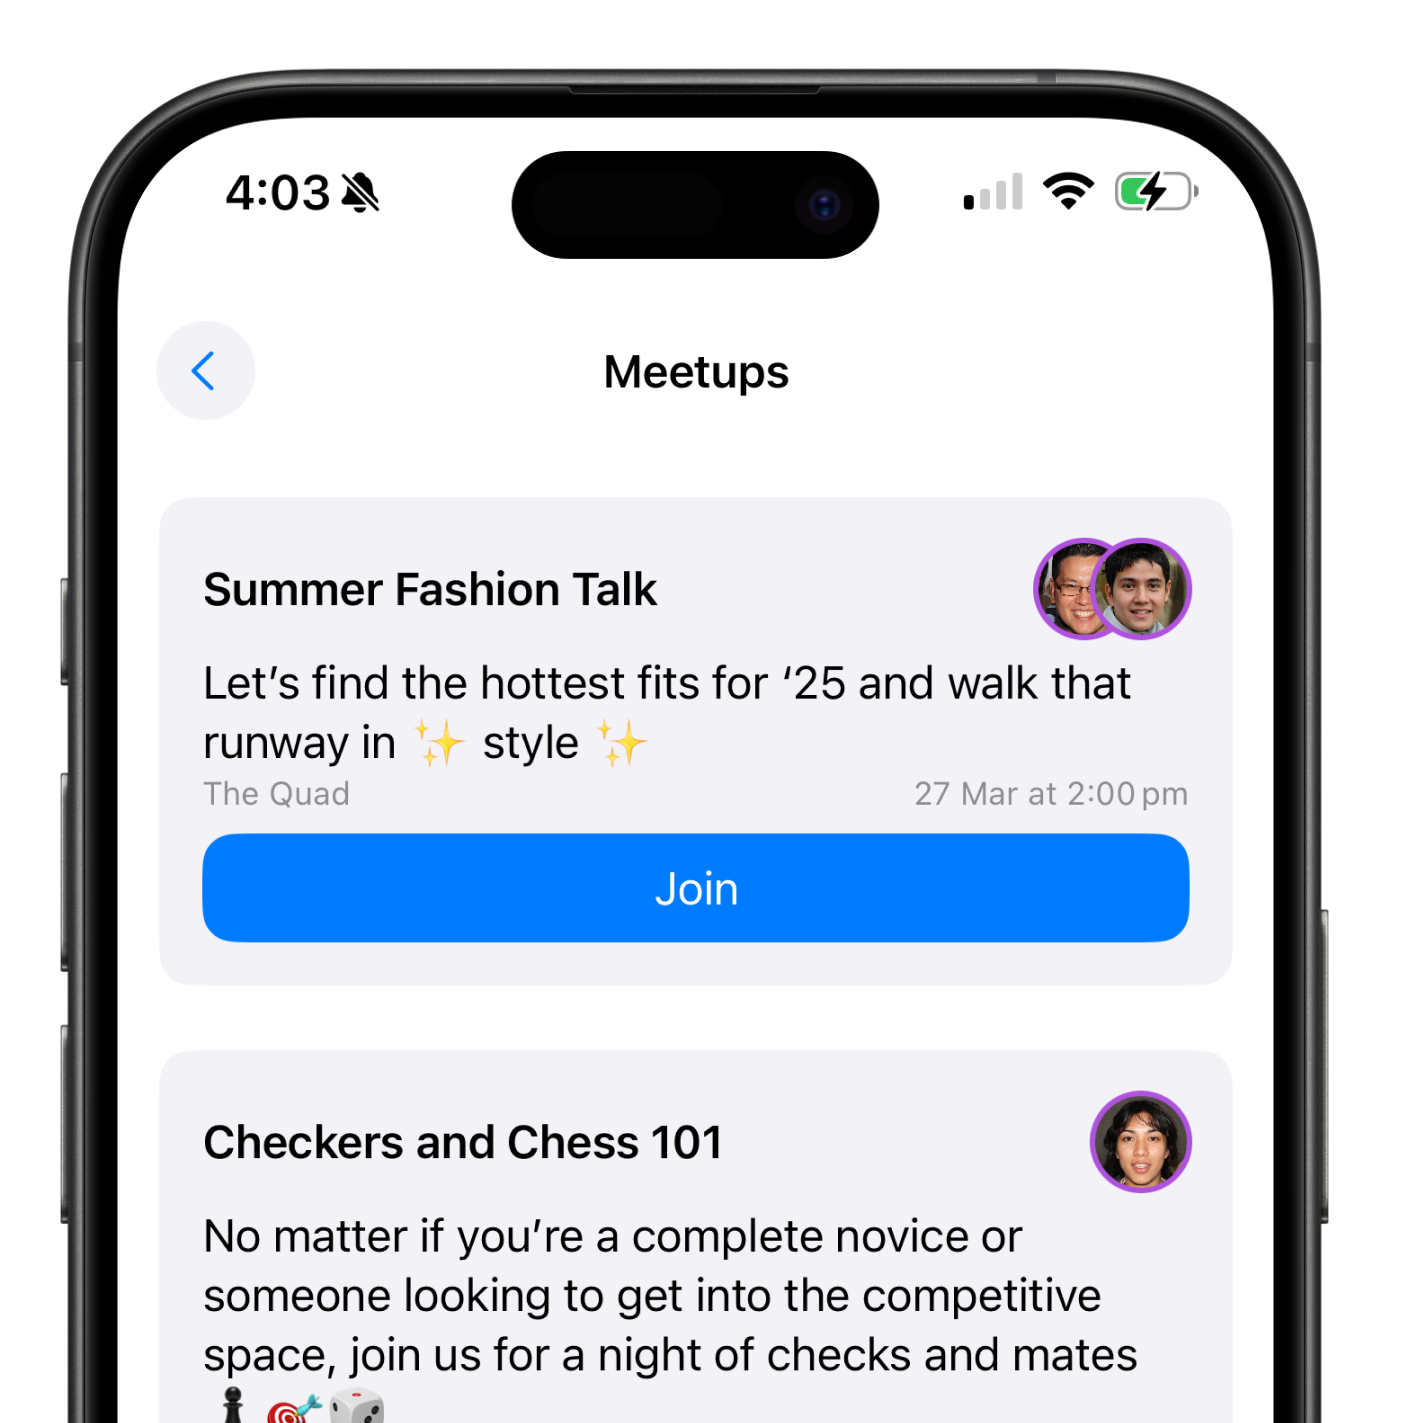 4:03
Meetups
Summer Fashion Talk
Let’s find the hottest fits for ‘25 and walk that
runway in ✨ style ✨
The Quad
27 Mar at 2:00 pm
Join
Checkers and Chess 101
No matter if you’re a complete novice or
someone looking to get into the competitive
space, join us for a night of checks and mates
♟️🎯🎲